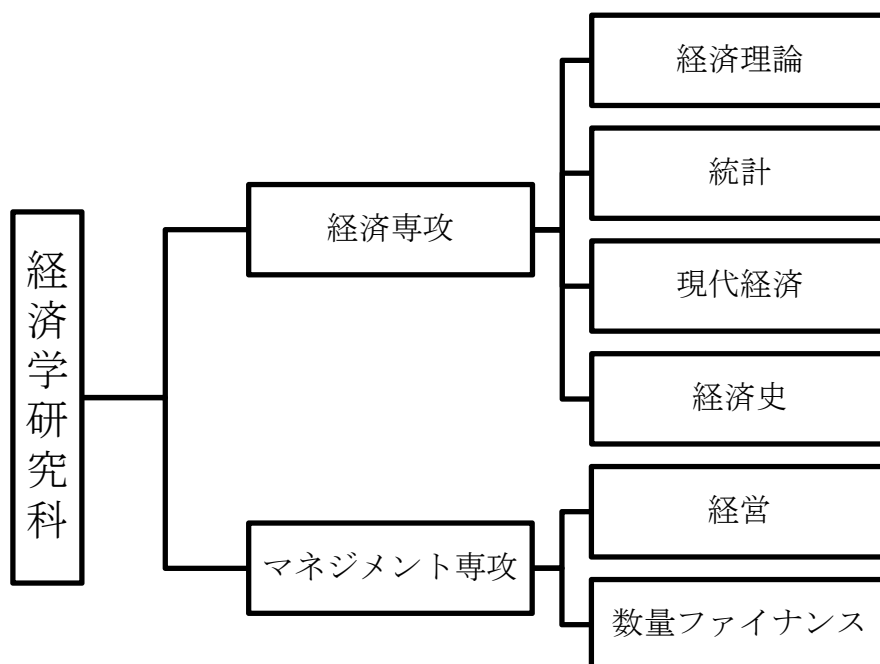 経済学研究科
経済専攻
経済理論
統計
現代経済
経済史
マネジメント専攻
経営
数量ファイナンス